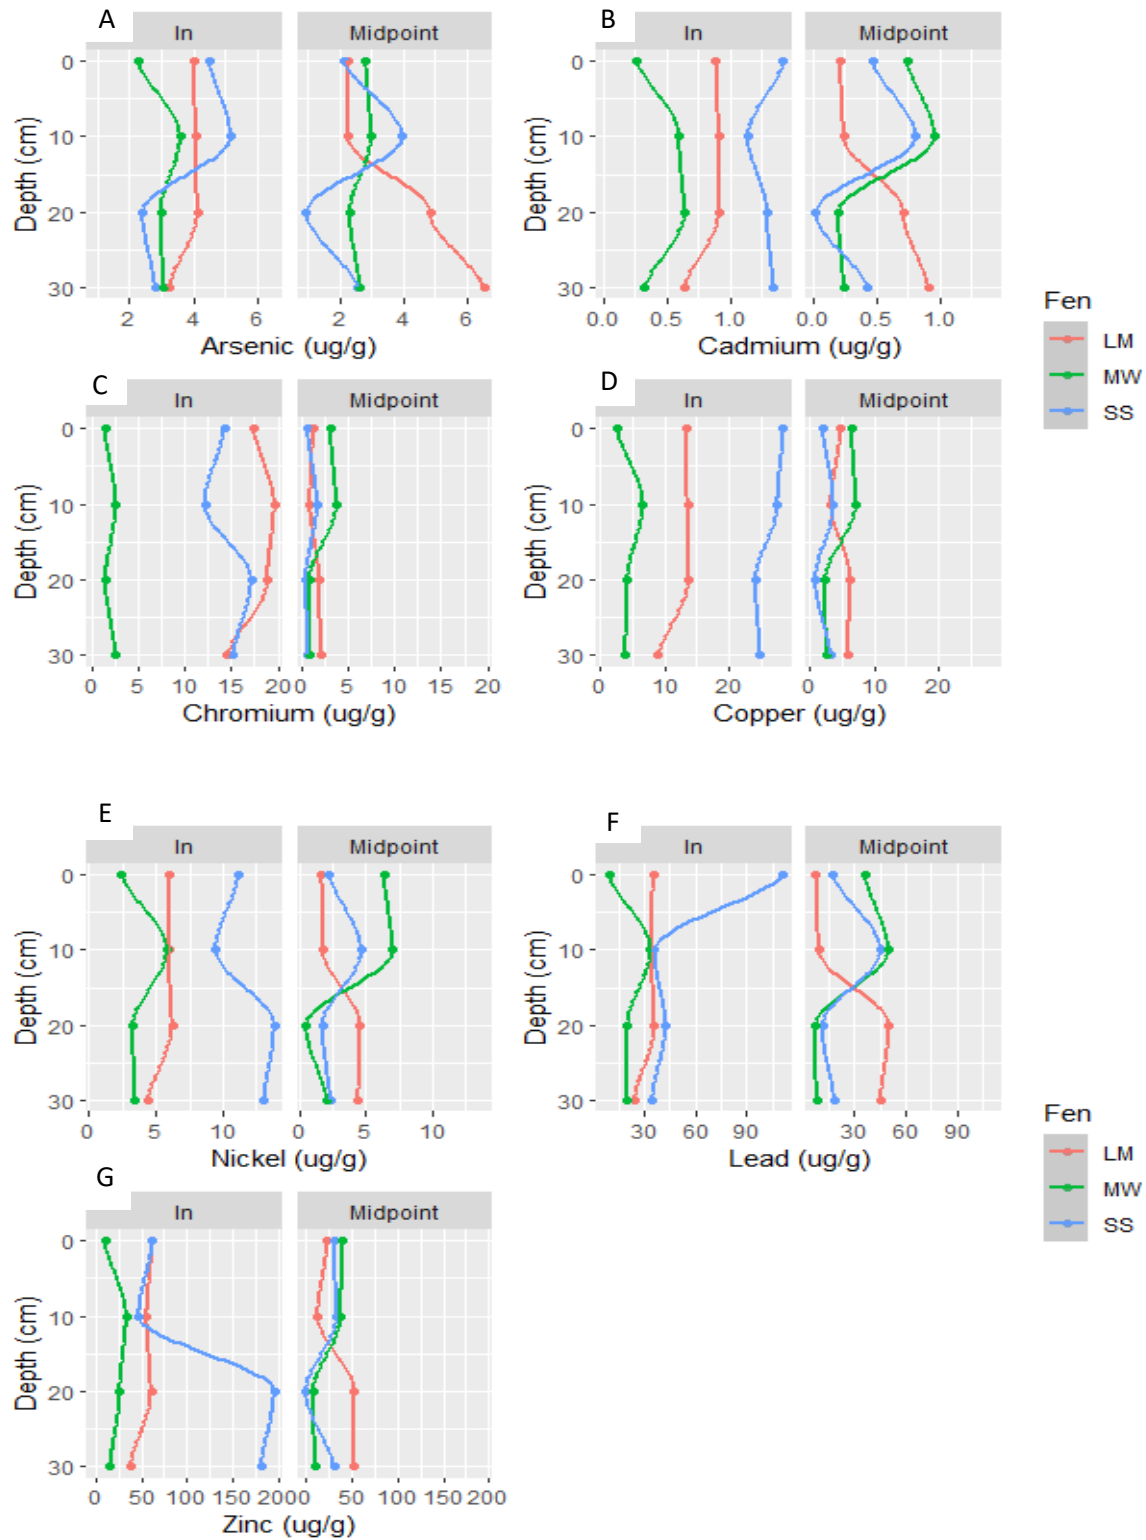 A
In
Midpoint
0
10
20
30
Depth (cm)
2
4
6
2
4
6
Arsenic (ug/g)
B
In
Midpoint
0
10
20
30
Depth (cm)
0.0
0.5
1.0
0.0
0.5
1.0
Cadmium (ug/g)
Fen
LM
MW
SS
C
In
Midpoint
0
10
20
30
Depth (cm)
0
5
10
15
20
0
5
10
15
20
Chromium (ug/g)
D
In
Midpoint
0
10
20
30
Depth (cm)
0
10
20
0
10
20
Copper (ug/g)
E
In
Midpoint
0
10
20
30
Depth (cm)
0
5
10
0
5
10
Nickel (ug/g)
F
In
Midpoint
0
10
20
30
Depth (cm)
30
60
90
30
60
90
Lead (ug/g)
Fen
LM
MW
SS
G
In
Midpoint
0
10
20
30
Depth (cm)
0
50
100
150
200
0
50
100
150
200
Zinc (ug/g)